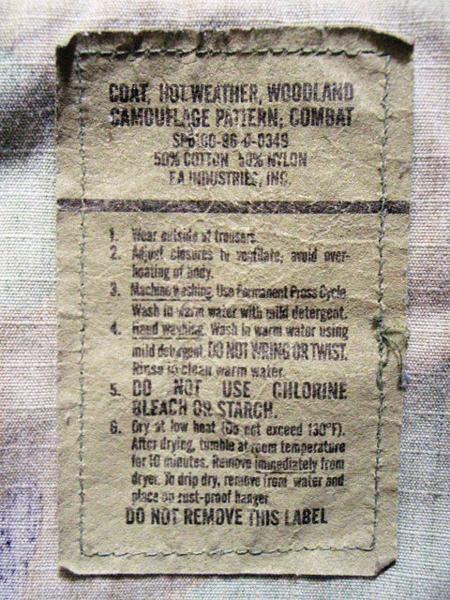 COAT, HOT WEATHER, WOODLAND
CAMOUFLAGE PATTERN, COMBAT
SPO100-96-D-0349
50% COTTON 50% NYLON
EA INDUSTRIES, INC.
1. Wear outside of trousers.
2. Adjust closures to ventilate, avoid over-
heating of body.
3. Machine washing. Use Permanent Press Cycle
Wash in warm water with mild detergent.
4. Hand washing. Wash in warm water using
mild detergent. DO NOT WRING OR TWIST.
Rinse in clean warm water.
5. DO NOT USE CHLORINE
BLEACH OR STARCH.
6. Dry at low heat (Do not exceed 130°F).
After drying, tumble at room temperature
for 10 minutes. Remove immediately from
dryer. To drip dry, remove from water and
place on rust-proof hanger
DO NOT REMOVE THIS LABEL